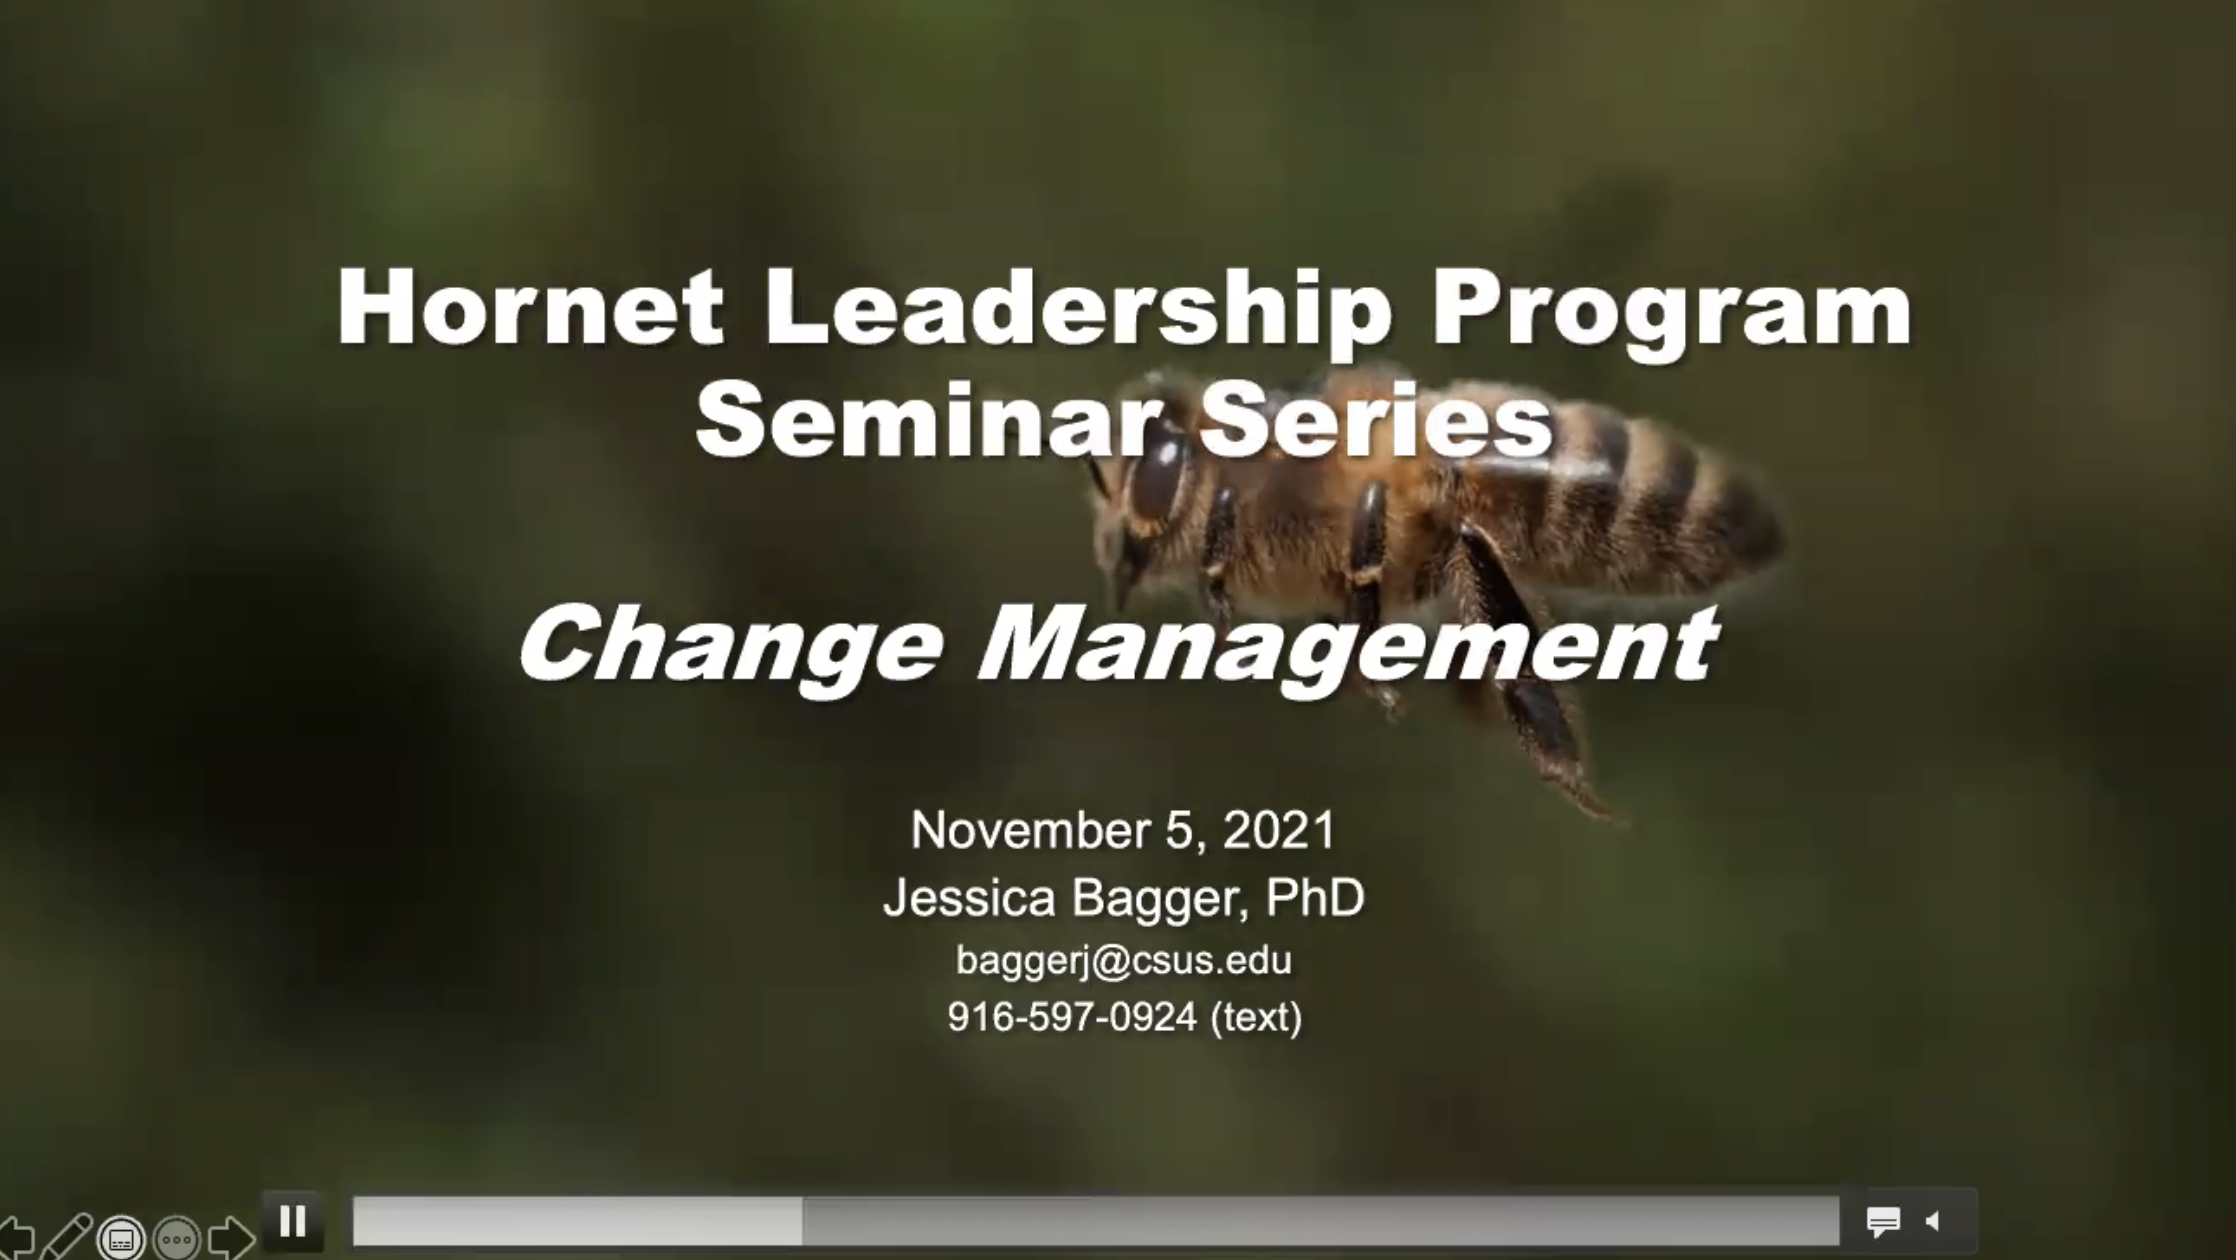 Hornet Leadership Program
Seminar Series
Change Management
November 5, 2021
Jessica Bagger, PhD
baggerj@csus.edu
916-597-0924 (text)